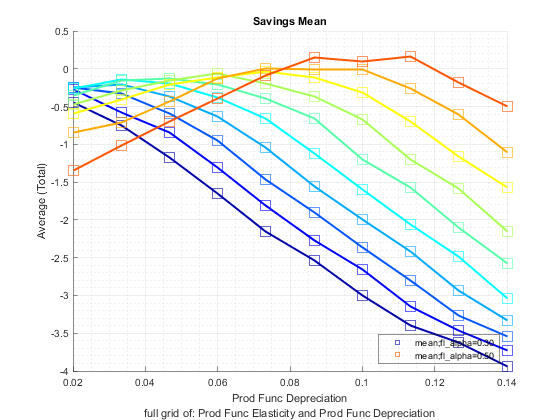 Savings Mean
Average (Total)
0.5
0
-0.5
-1
-1.5
-2
-2.5
-3
-3.5
-4
0.02
0.04
0.06
0.08
0.1
0.12
0.14
mean;fl_alpha=0.30
mean;fl_alpha=0.50
Prod Func Depreciation
full grid of: Prod Func Elasticity and Prod Func Depreciation